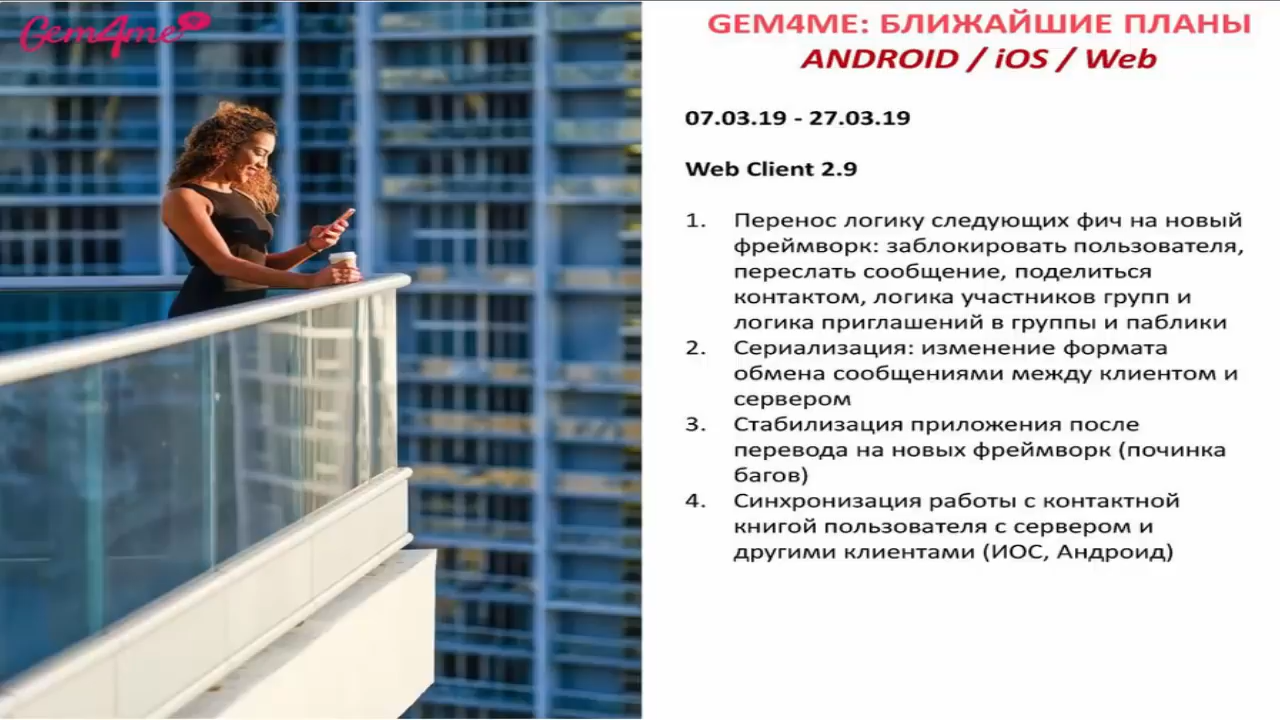 Gem4me
GEM4ME: БЛИЖАЙШИЕ ПЛАНЫ
ANDROID / iOS / Web
07.03.19 - 27.03.19
Web Client 2.9
1. Перенос логику следующих фич на новый
фреймворк: заблокировать пользователя,
переслать сообщение, поделиться
контактом, логика участников групп и
логика приглашений в группы и паблики
2. Сериализация: изменение формата
обмена сообщениями между клиентом и
сервером
3. Стабилизация приложения после
перевода на новых фреймворк (починка
багов)
4. Синхронизация работы с контактной
книгой пользователя с сервером и
другими клиентами (ИОС, Андроид)